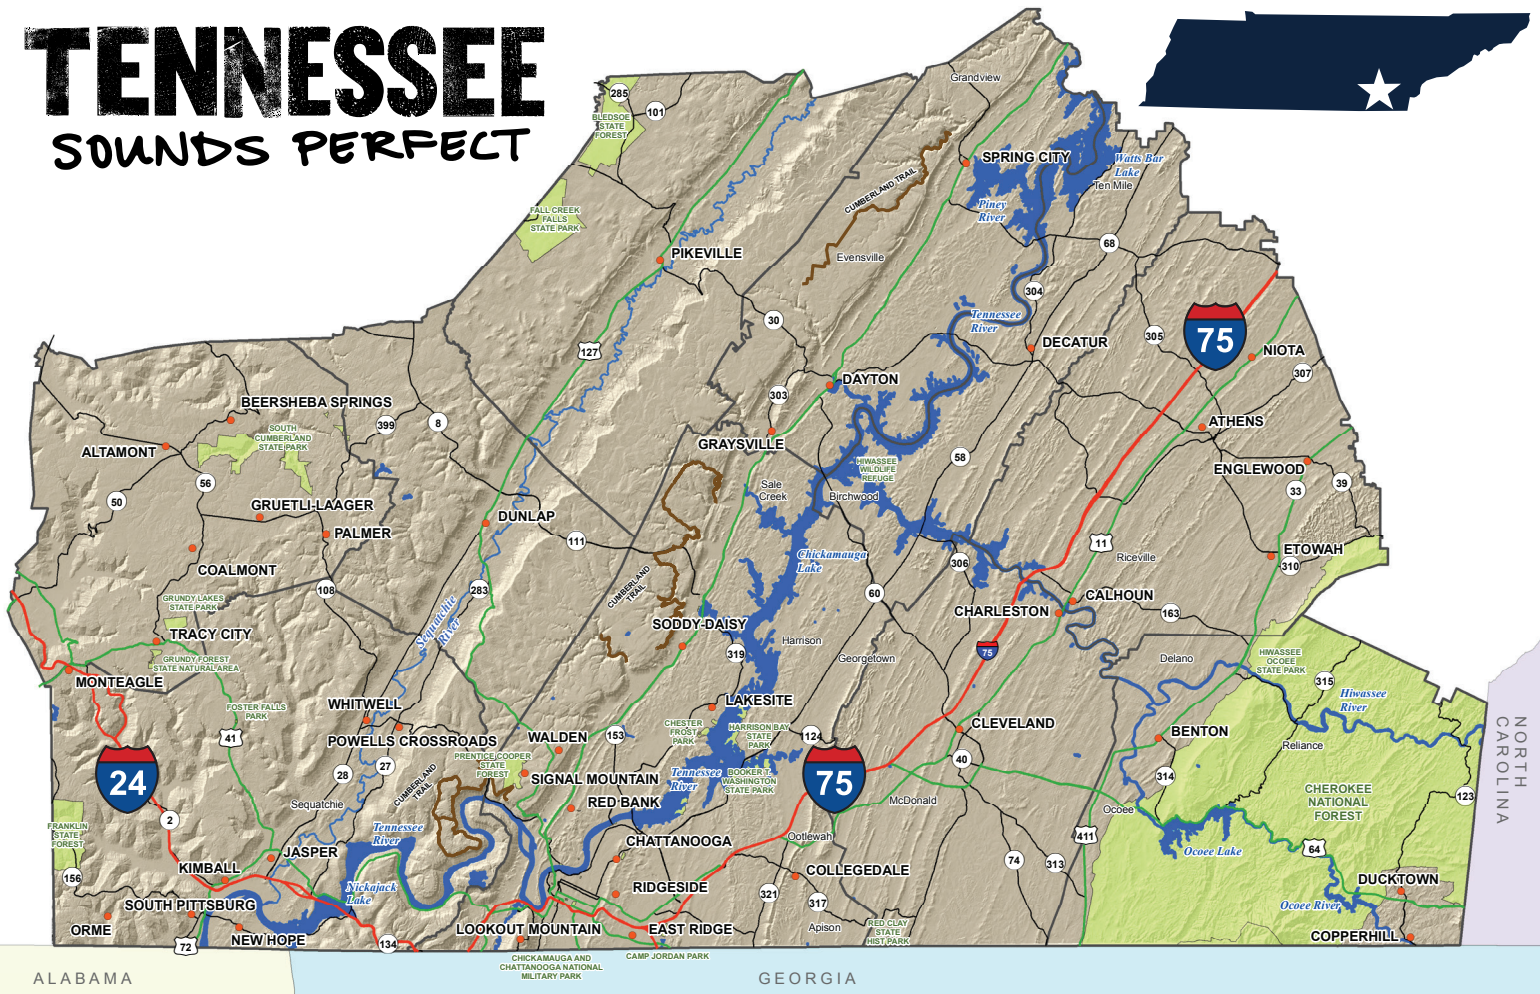 TENNESSEE
SOUNDS PERFECT
Grandview
285
101
BLEDSOE
STATE
FOREST
SPRING CITY
Watts Bar
Lake
Ten Mile
CUMBERLAND TRAIL
Piney
River
FALL CREEK
FALLS
STATE PARK
68
PIKEVILLE
Evensville
304
30
Tennessee
River
305
75
127
DECATUR
NIOTA
307
DAYTON
303
BEERSHEBA SPRINGS
399
8
SOUTH
CUMBERLAND
STATE PARK
ATHENS
GRAYSVILLE
ALTAMONT
58
HIWASSEE
WILDLIFE
REFUGE
ENGLEWOOD
56
Sale
Creek
Birchwood
33
39
50
GRUETLI-LAAGER
DUNLAP
PALMER
111
11
ETOWAH
Chickamauga
Lake
306
Riceville
310
COALMONT
CUMBERLAND
TRAIL
108
283
60
CALHOUN
GRUNDY LAKES
STATE PARK
CHARLESTON
163
Sequatchie
River
SODDY-DAISY
TRACY CITY
Harrison
319
75
GRUNDY FOREST
STATE NATURAL AREA
Georgetown
Delano
HIWASSEE
OCOEE
STATE PARK
MONTEAGLE
315
LAKESITE
Hiwassee
River
WHITWELL
FOSTER FALLS
PARK
CHESTER
FROST
PARK
HARRISON BAY
STATE
PARK
CLEVELAND
BENTON
41
POWELLS CROSSROADS
WALDEN
153
124
Reliance
NORTH
CAROLINA
PRENTICE COOPER
STATE
FOREST
40
24
28
27
CUMBERLAND
TRAIL
SIGNAL MOUNTAIN
Tennessee
River
BOOKER T.
WASHINGTON
STATE PARK
75
314
CHEROKEE
NATIONAL
FOREST
123
Sequatchie
RED BANK
McDonald
Ocoee
2
FRANKLIN
STATE
FOREST
Tennessee
River
CHATTANOOGA
Ootlewah
411
64
JASPER
Ocoee Lake
KIMBALL
74
313
156
COLLEGEDALE
DUCKTOWN
Nickajack
Lake
RIDGESIDE
321
317
SOUTH PITTSBURG
Ocoee River
ORME
LOOKOUT MOUNTAIN
EAST RIDGE
Apison
RED CLAY
STATE
HIST PARK
72
NEW HOPE
134
COPPERHILL
CHICKAMAUGA AND
CHATTANOOGA NATIONAL
MILITARY PARK
CAMP JORDAN PARK
ALABAMA
GEORGIA